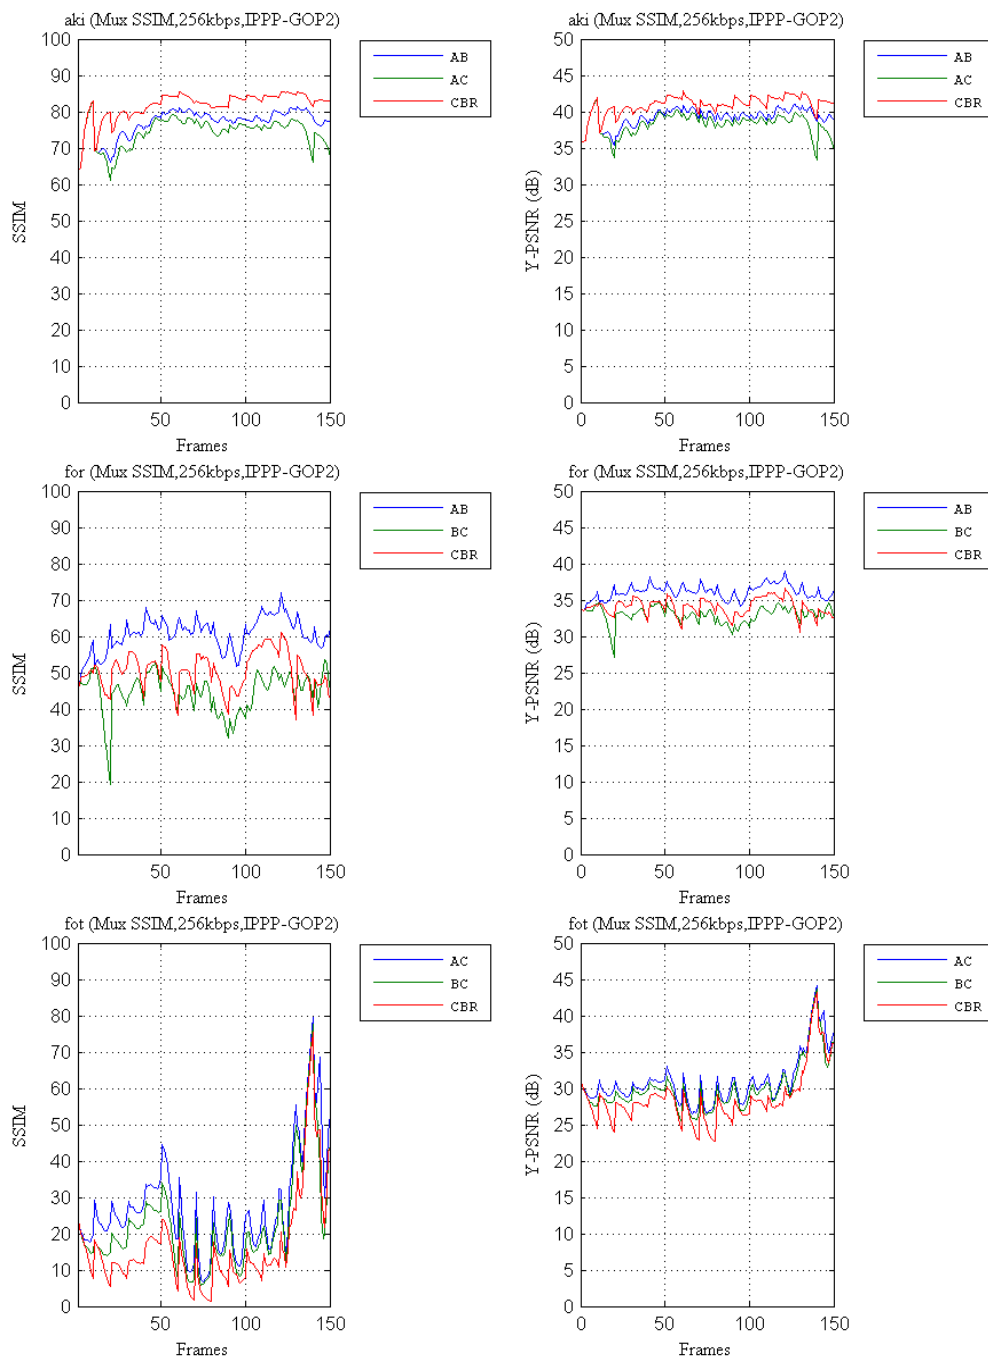 aki (Mux SSIM,256kbps,IPPP-GOP2)
100
90
80
70
60
50
40
30
20
10
0
SSIM
50
100
150
Frames
AB
AC
CBR
aki (Mux SSIM,256kbps,IPPP-GOP2)
50
45
40
35
30
25
20
15
10
5
0
Y-PSNR (dB)
0
50
100
150
Frames
AB
AC
CBR
for (Mux SSIM,256kbps,IPPP-GOP2)
100
90
80
70
60
50
40
30
20
10
0
SSIM
50
100
150
Frames
AB
BC
CBR
for (Mux SSIM,256kbps,IPPP-GOP2)
50
45
40
35
30
25
20
15
10
5
0
Y-PSNR (dB)
0
50
100
150
Frames
AB
BC
CBR
fot (Mux SSIM,256kbps,IPPP-GOP2)
100
90
80
70
60
50
40
30
20
10
0
SSIM
50
100
150
Frames
AC
BC
CBR
fot (Mux SSIM,256kbps,IPPP-GOP2)
50
45
40
35
30
25
20
15
10
5
0
Y-PSNR (dB)
0
50
100
150
Frames
AC
BC
CBR